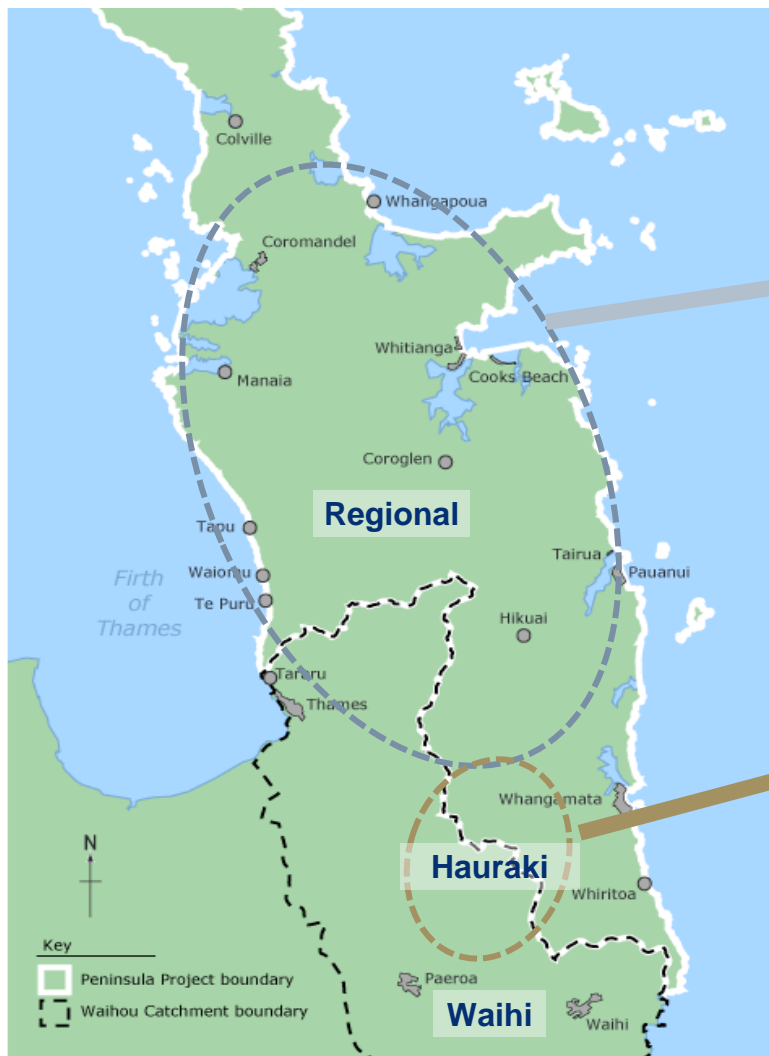 Colville
Whangapoua
Coromandel
Whitianga
Cooks Beach
Manaia
Coroglen
Regional
Tapu
Tairua
Waiomu
Pauanui
Firth
of
Thames
Te Puru
Hikuai
Tararu
Thames
Whangamata
N
Hauraki
Whiritoa
Key
Peninsula Project boundary
Paeroa
Waihou Catchment boundary
Waihi
Waihi